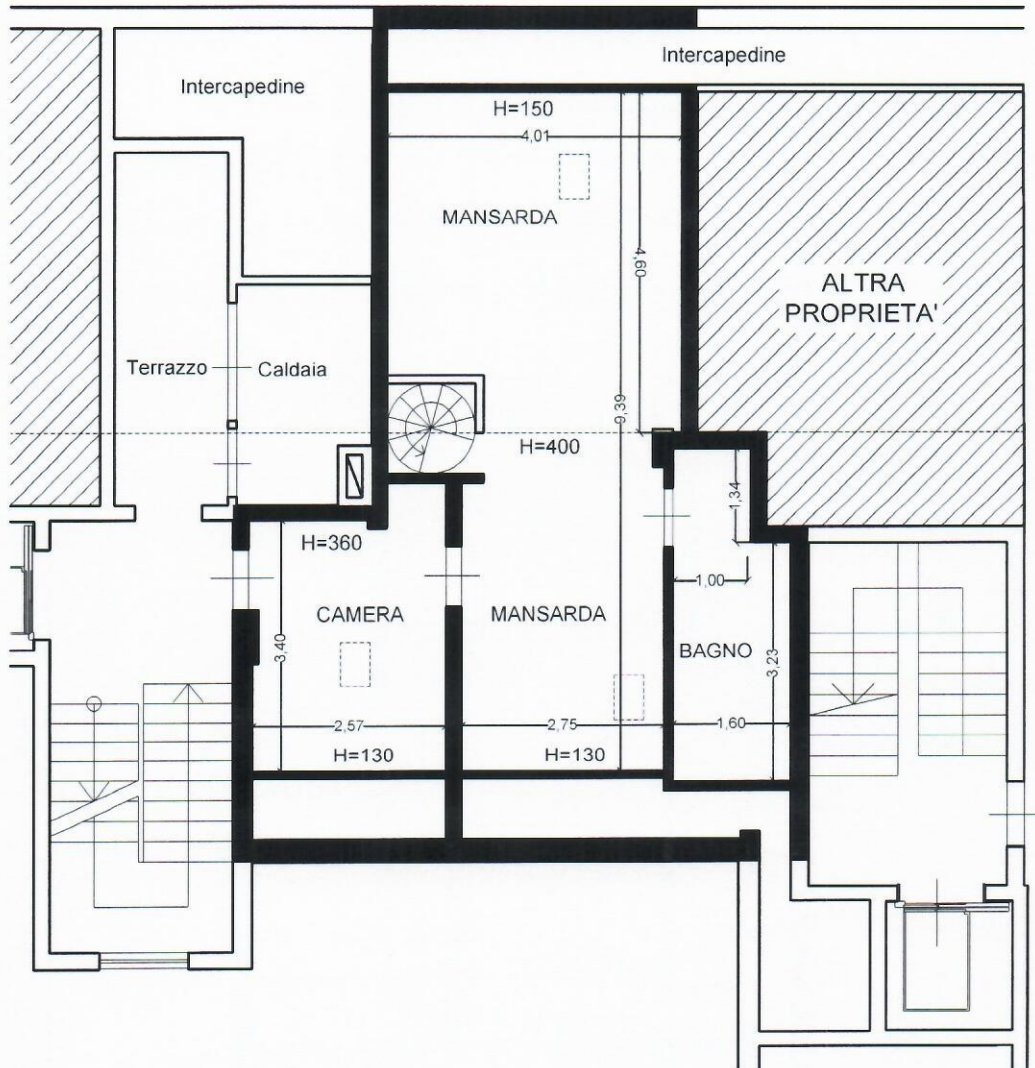 Intercapedine
Intercapedine
H=150
4,01
MANSARDA
4,60
ALTRA
PROPRIETA'
Terrazzo
Caldaia
9,39
H=400
1,34
H=360
1,00
CAMERA
MANSARDA
3,40
BAGNO
3,23
2,57
2,75
1,60
H=130
H=130